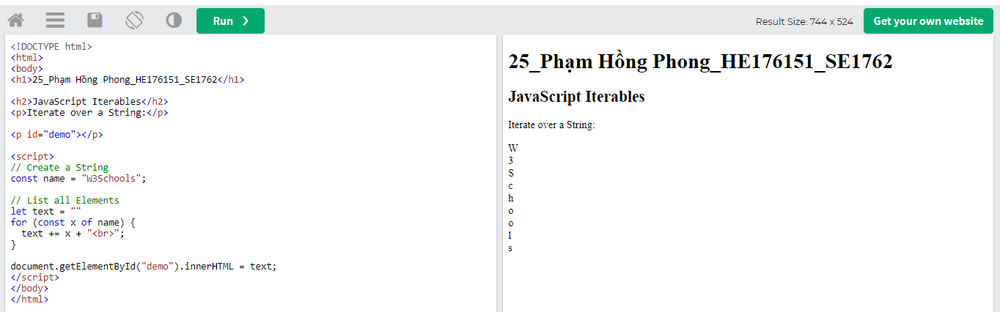 Run ❯
Result Size: 744 x 524
Get your own website
<!DOCTYPE html>
<html>
<body>
<h1>25_Phạm Hồng Phong_HE176151_SE1762</h1>
<h2>JavaScript Iterables</h2>
<p>Iterate over a String:</p>
<p id="demo"></p>
<script>
// Create a String
const name = "W3Schools";
// List all Elements
let text = ""
for (const x of name) {
  text += x + "<br>";
}
document.getElementById("demo").innerHTML = text;
</script>
</body>
</html>
25_Phạm Hồng Phong_HE176151_SE1762
JavaScript Iterables
Iterate over a String:
W
3
S
c
h
o
o
l
s